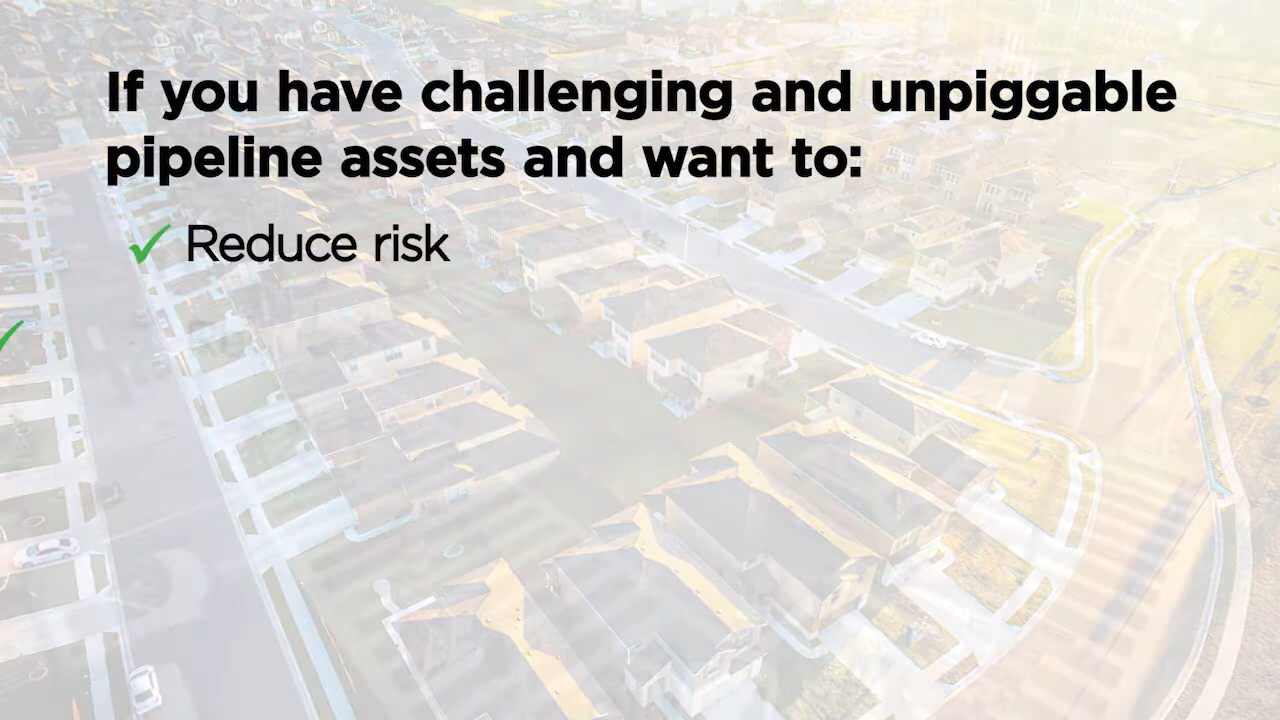 If you have challenging and unpiggable
pipeline assets and want to:
✓ Reduce risk
✓